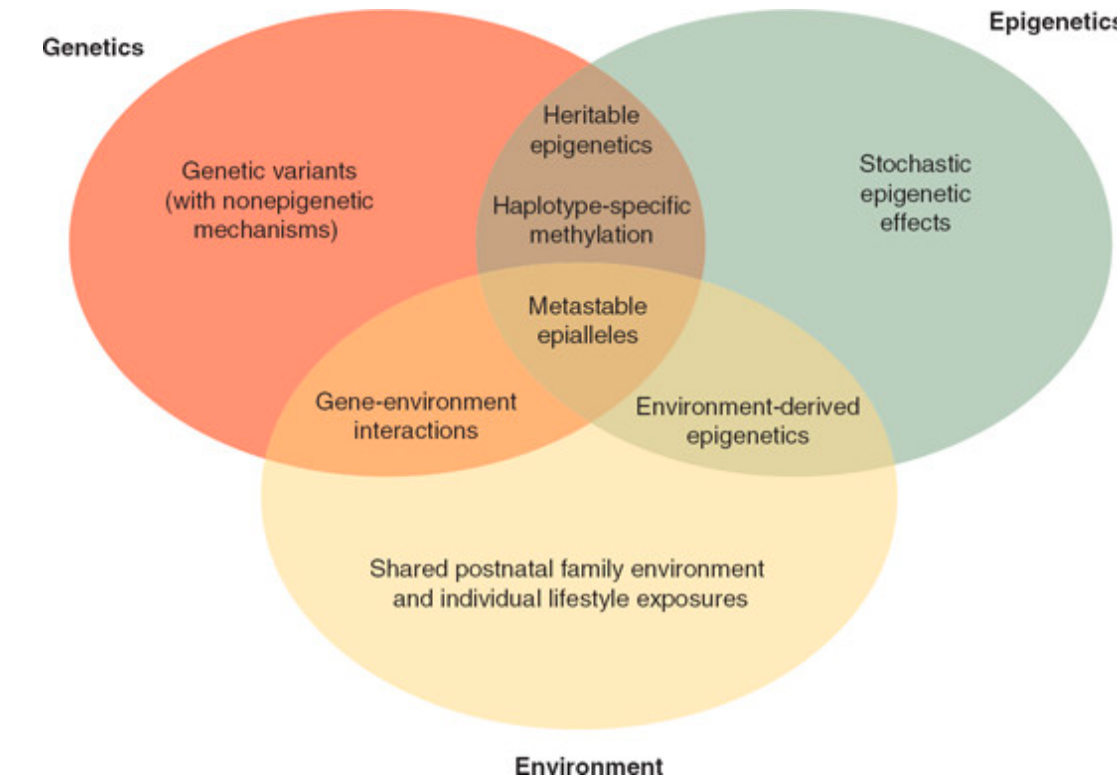 Genetics
Epigenetics
Genetic variants
(with nonepigenetic
mechanisms)
Heritable
epigenetics
Haplotype-specific
methylation
Stochastic
epigenetic
effects
Metastable
epialleles
Gene-environment
interactions
Environment-derived
epigenetics
Shared postnatal family environment
and individual lifestyle exposures
Environment